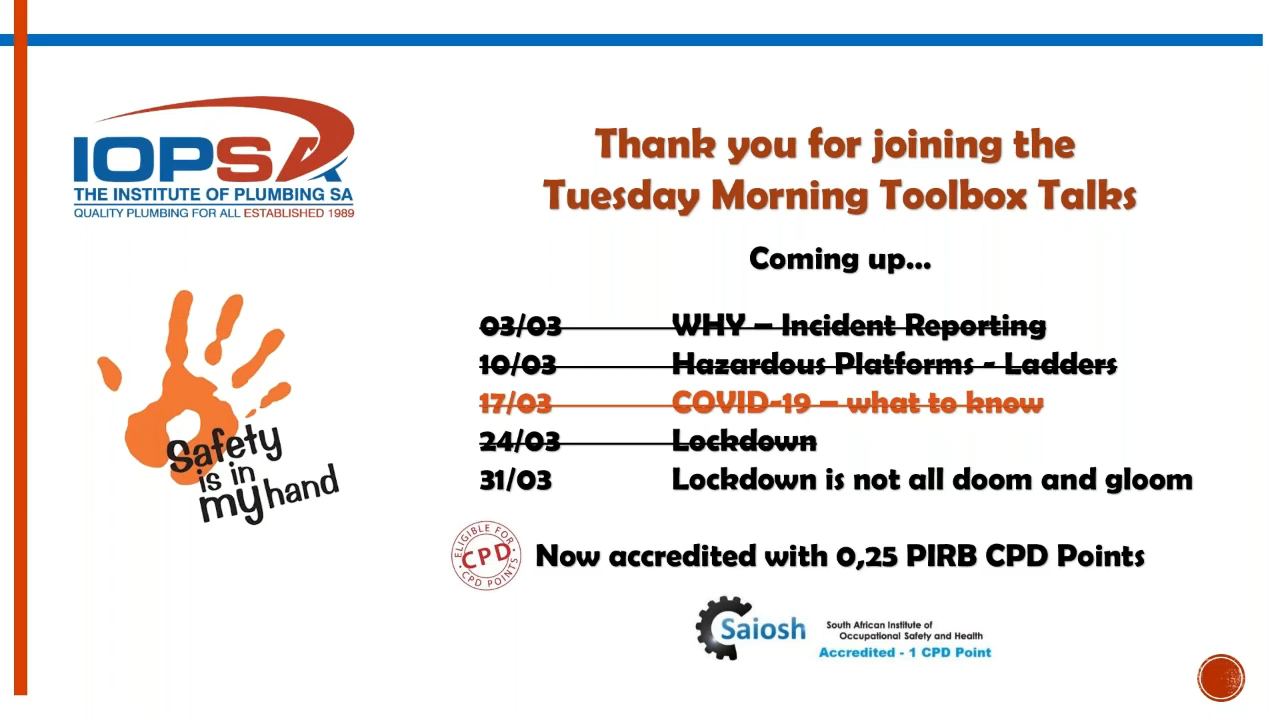 IOPSA
THE INSTITUTE OF PLUMBING SA
QUALITY PLUMBING FOR ALL ESTABLISHED 1989
Thank you for joining the
Tuesday Morning Toolbox Talks
Coming up...
03/03 WHY – Incident Reporting
10/03 Hazardous Platforms - Ladders
17/03 COVID-19 – what to know
24/03 Lockdown
31/03 Lockdown is not all doom and gloom
Safety
is in
my hand
ELIGIBLE FOR
CPD
CPD POINTS
Now accredited with 0,25 PIRB CPD Points
Saiosh
South African Institute of
Occupational Safety and Health
Accredited - 1 CPD Point